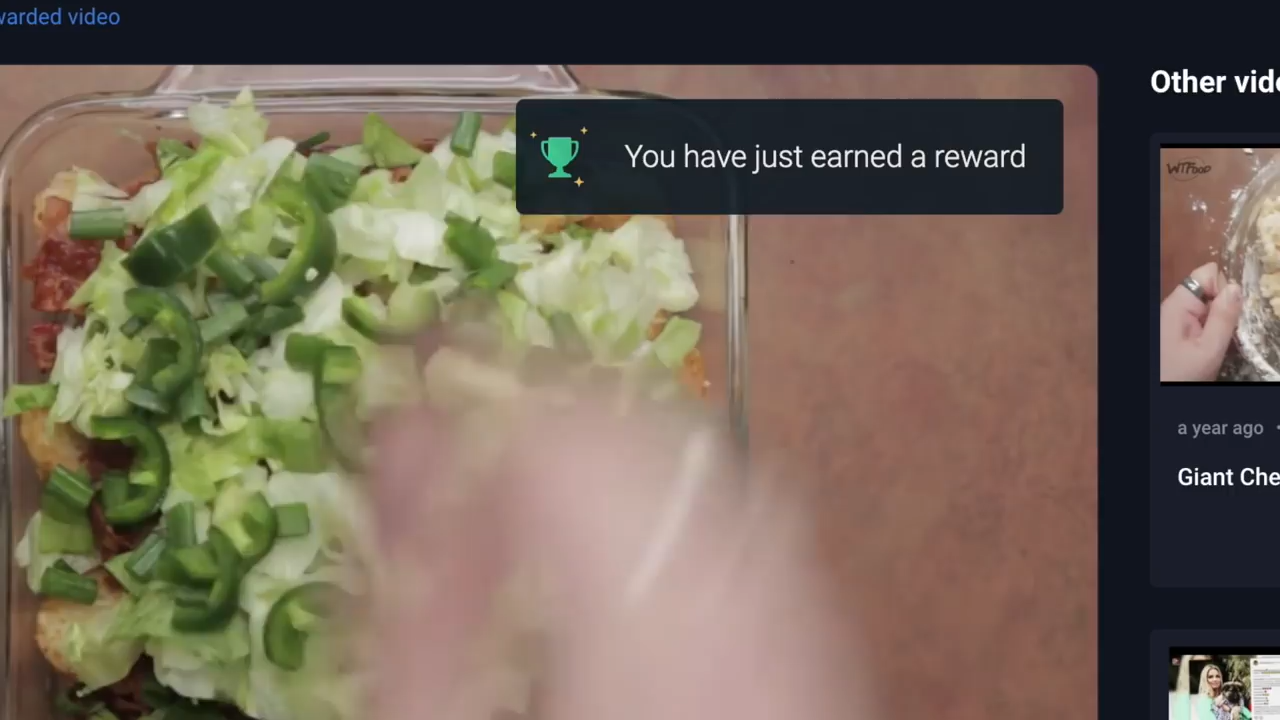 warded video
You have just earned a reward
Other vide
WTFood
a year ago
Giant Che